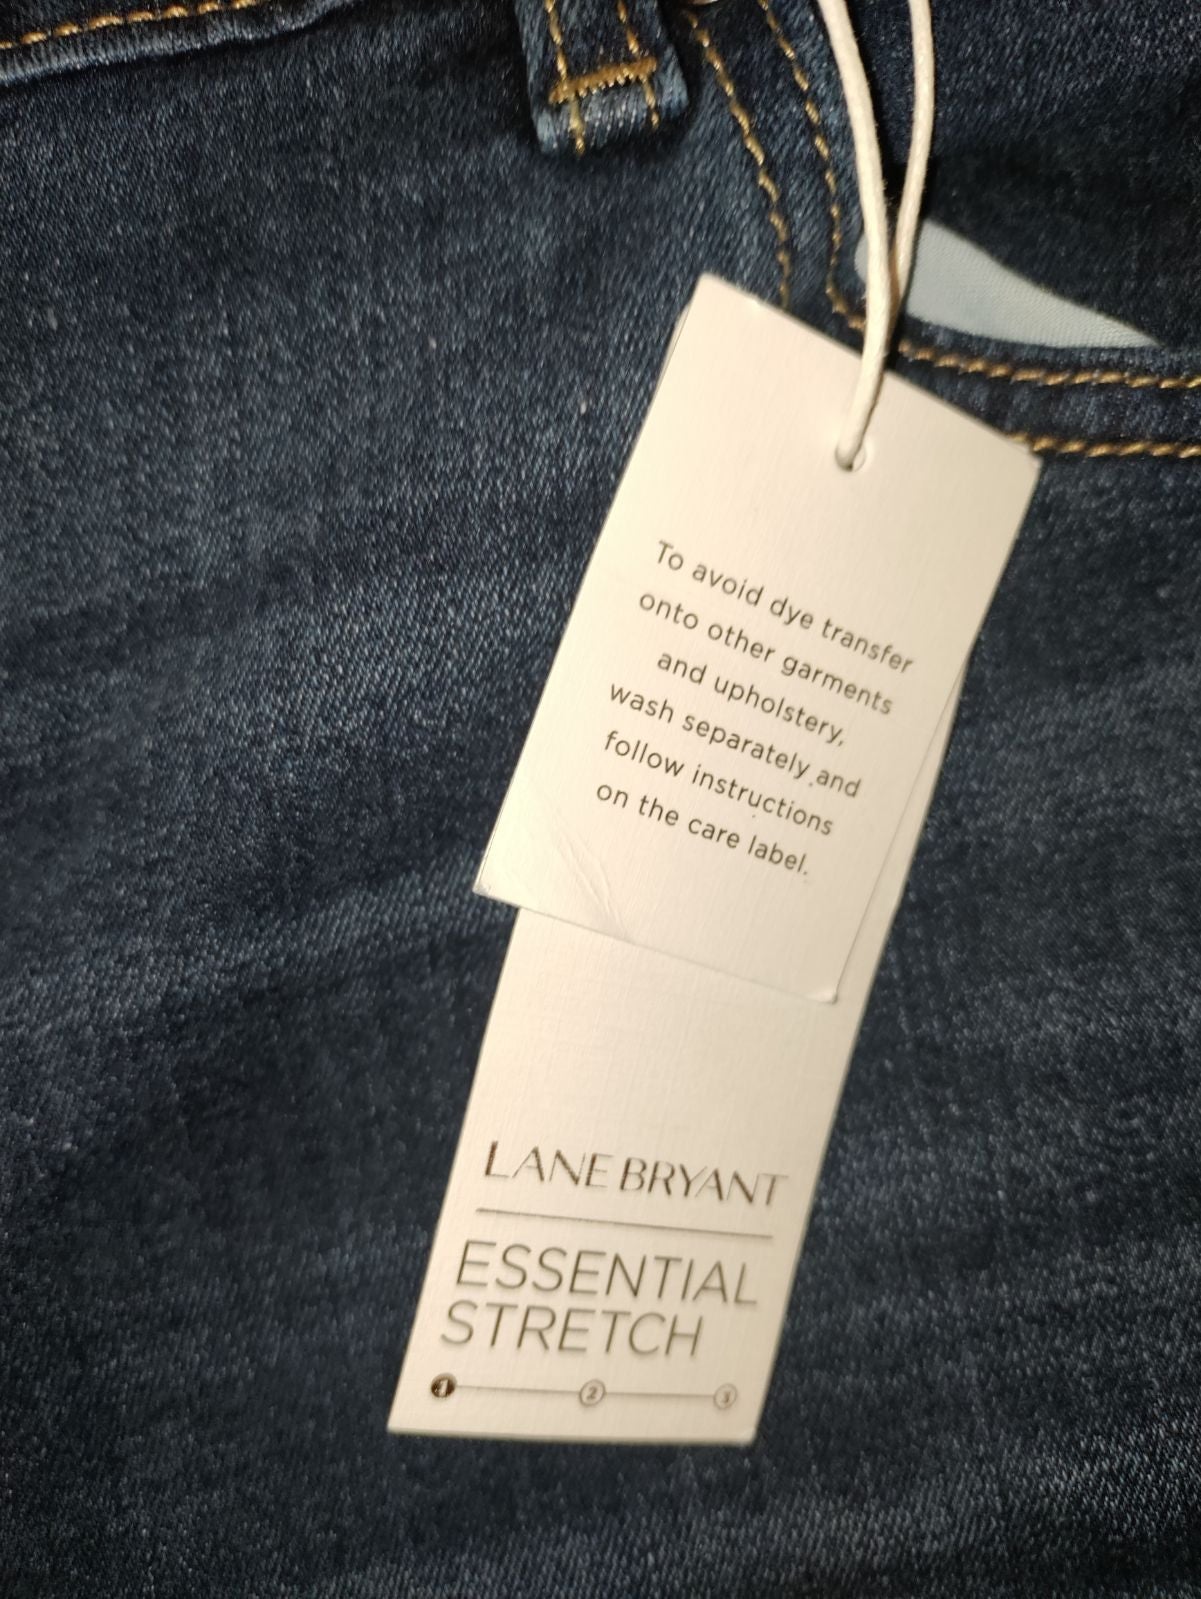 To avoid dye transfer
onto other garments
and upholstery,
wash separately and
follow instructions
on the care label.
LANE BRYANT
ESSENTIAL
STRETCH
1 2 3